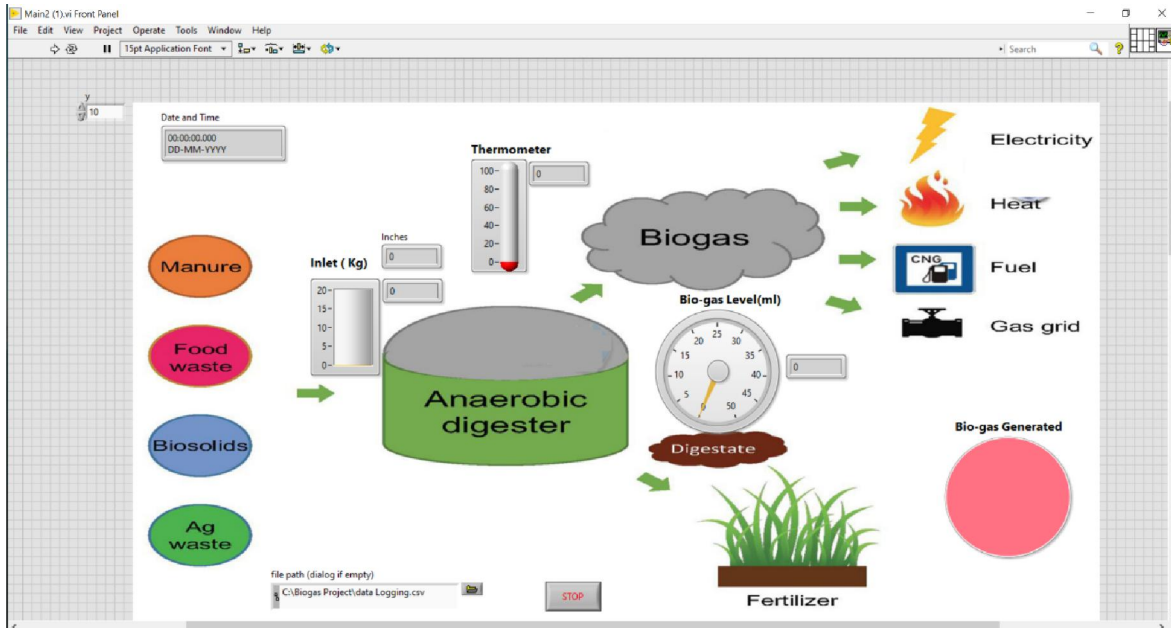 Main2 (1).vi Front Panel
File Edit View Project Operate Tools Window Help
15pt Application Font
Search
y
10
Date and Time
00:00:00.000
DD-MM-YYYY
Thermometer
100
80
60
40
20
0
0
Electricity
Heat
CNG
Fuel
Gas grid
Biogas
Inches
0
Inlet ( Kg)
0
20
15
10
5
0
Manure
Food
waste
Biosolids
Ag
waste
Anaerobic
digester
Bio-gas Level(ml)
0
5
10
15
20
25
30
35
40
45
50
0
Digestate
Bio-gas Generated
Fertilizer
file path (dialog if empty)
C:\Biogas Project\data Logging.csv
STOP